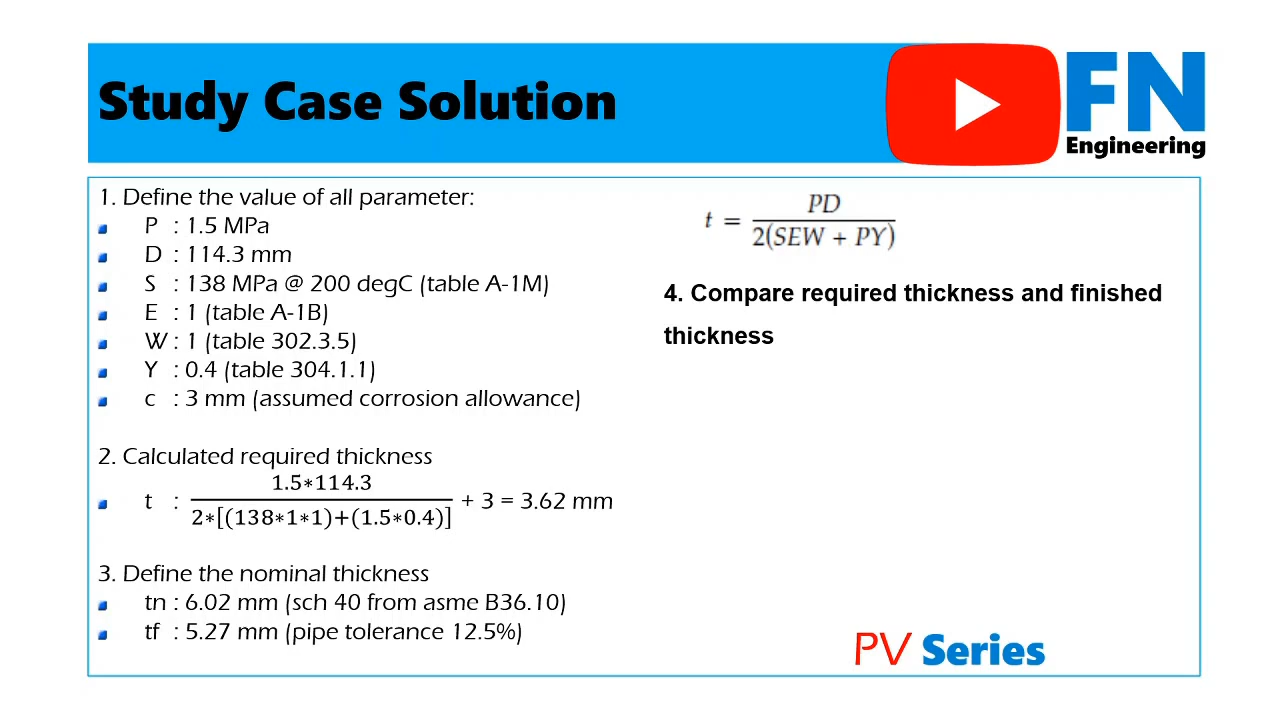 Study Case Solution
FN
Engineering
1. Define the value of all parameter:
P : 1.5 MPa
D : 114.3 mm
S : 138 MPa @ 200 degC (table A-1M)
E : 1 (table A-1B)
W : 1 (table 302.3.5)
Y : 0.4 (table 304.1.1)
c : 3 mm (assumed corrosion allowance)
2. Calculated required thickness
t : 1.5*114.3 / 2*[(138*1*1)+(1.5*0.4)] + 3 = 3.62 mm
3. Define the nominal thickness
tn : 6.02 mm (sch 40 from asme B36.10)
tf : 5.27 mm (pipe tolerance 12.5%)
t = PD / 2(SEW + PY)
4. Compare required thickness and finished
thickness
PV Series